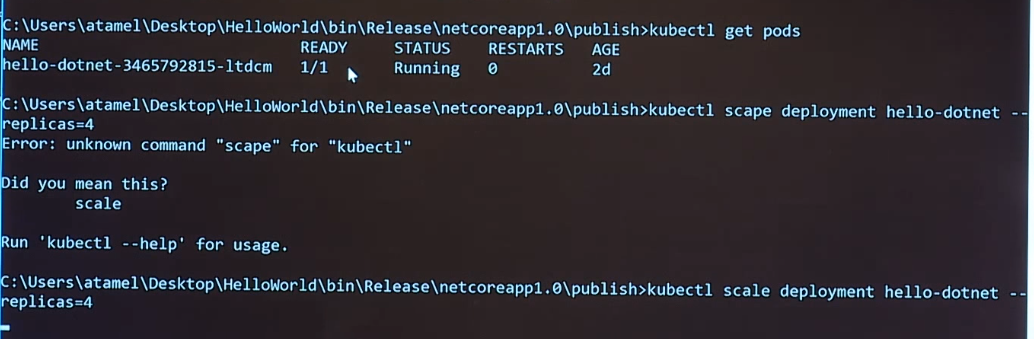 C:\Users\atamel\Desktop\HelloWorld\bin\Release\netcoreapp1.0\publish>kubectl get pods
NAME READY STATUS RESTARTS AGE
hello-dotnet-3465792815-ltdcm 1/1 Running 0 2d
C:\Users\atamel\Desktop\HelloWorld\bin\Release\netcoreapp1.0\publish>kubectl scape deployment hello-dotnet --
replicas=4
Error: unknown command "scape" for "kubectl"
Did you mean this?
scale
Run 'kubectl --help' for usage.
C:\Users\atamel\Desktop\HelloWorld\bin\Release\netcoreapp1.0\publish>kubectl scale deployment hello-dotnet --
replicas=4